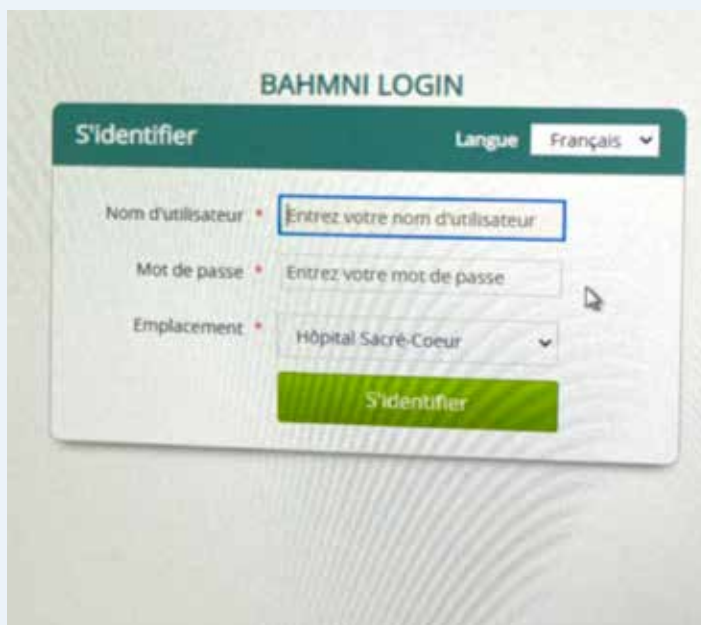 BAHMNI LOGIN
S'identifier Langue Français
Nom d'utilisateur * Entrez votre nom d'utilisateur
Mot de passe * Entrez votre mot de passe
Emplacement * Hôpital Sacré-Coeur
S'identifier